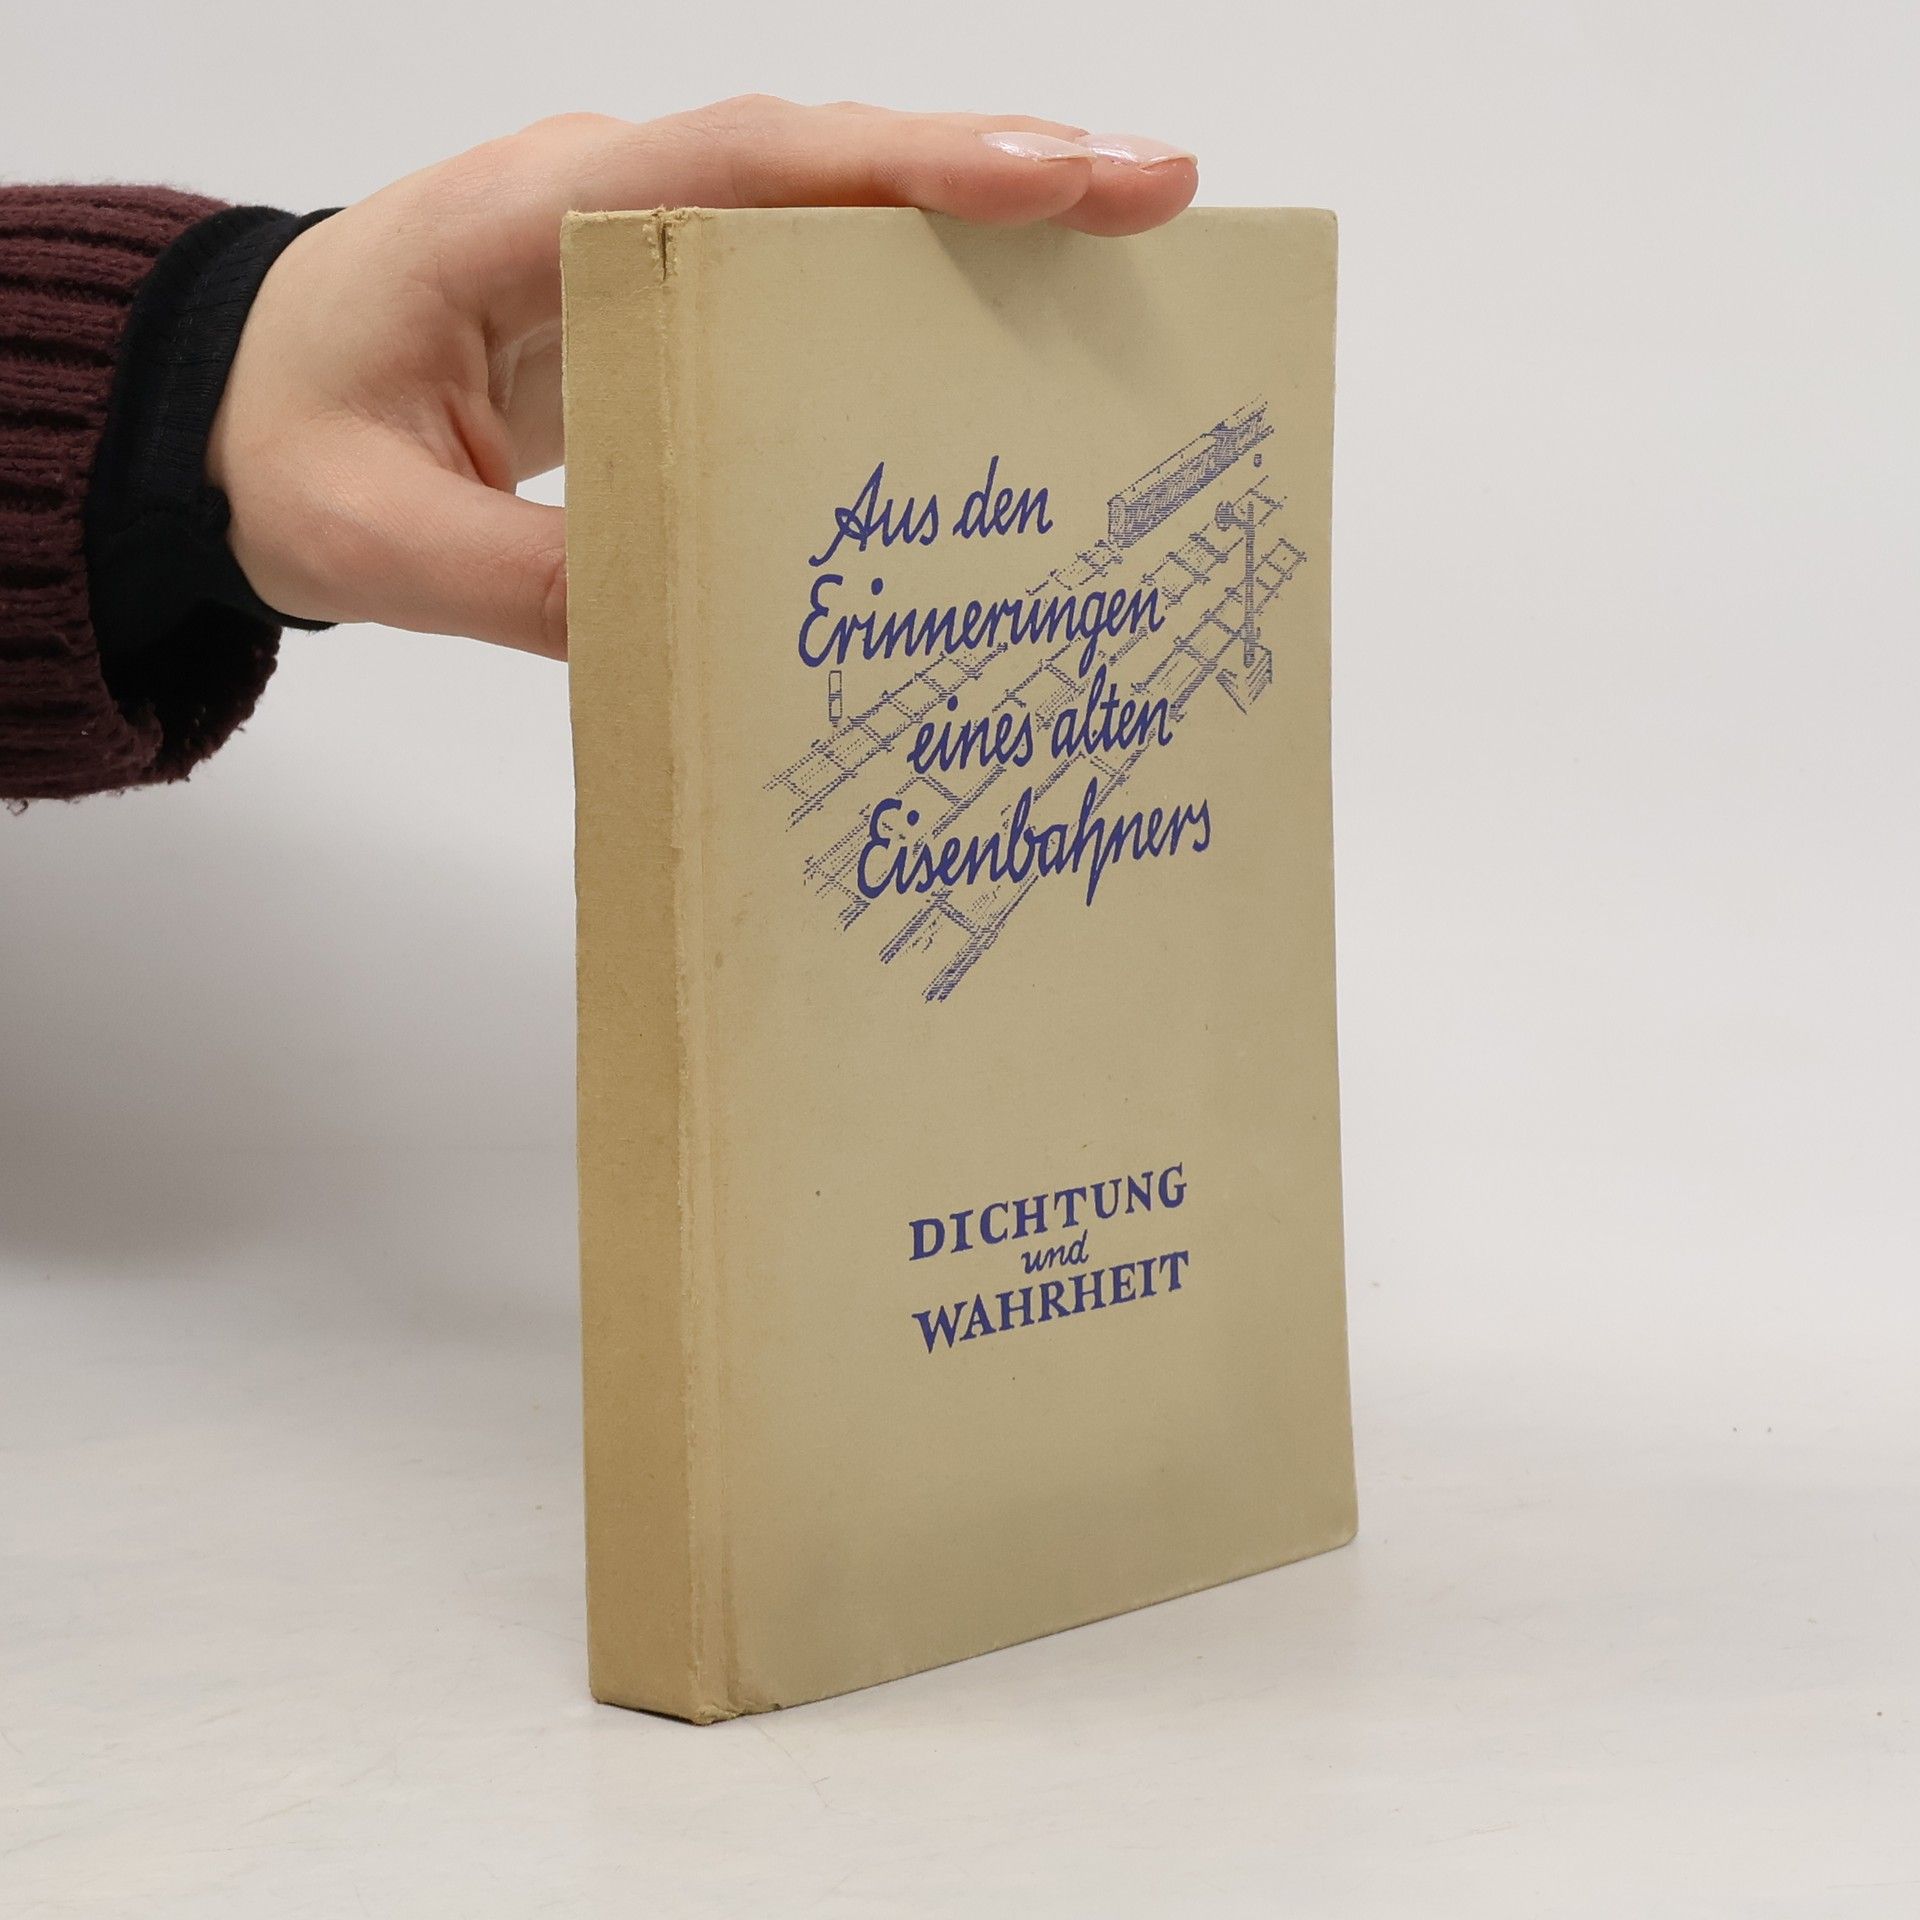 Aus den
Erinnerungen
eines alten
Eisenbahners
DICHTUNG
und
WAHRHEIT